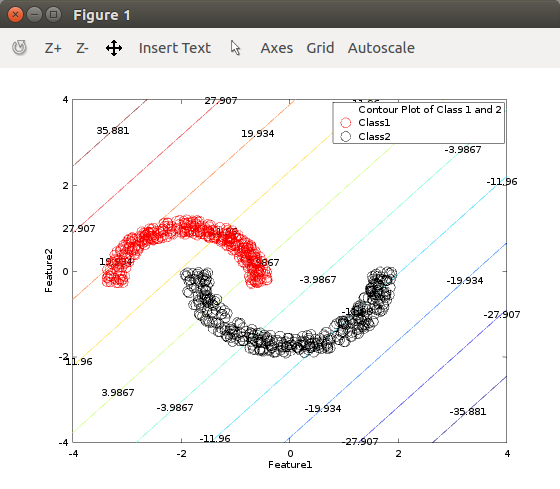 Figure 1
Z+ Z- Insert Text Axes Grid Autoscale
Contour Plot of Class 1 and 2
Class1
Class2
4
27.907
35.881
19.934
-3.9867
2
-11.96
27.907
19.934
0
-3.9867
-19.934
-27.907
-2
11.96
3.9867
-3.9867
-19.934
-35.881
-4
-11.96
-27.907
-4 -2 0 2 4
Feature1
Feature2